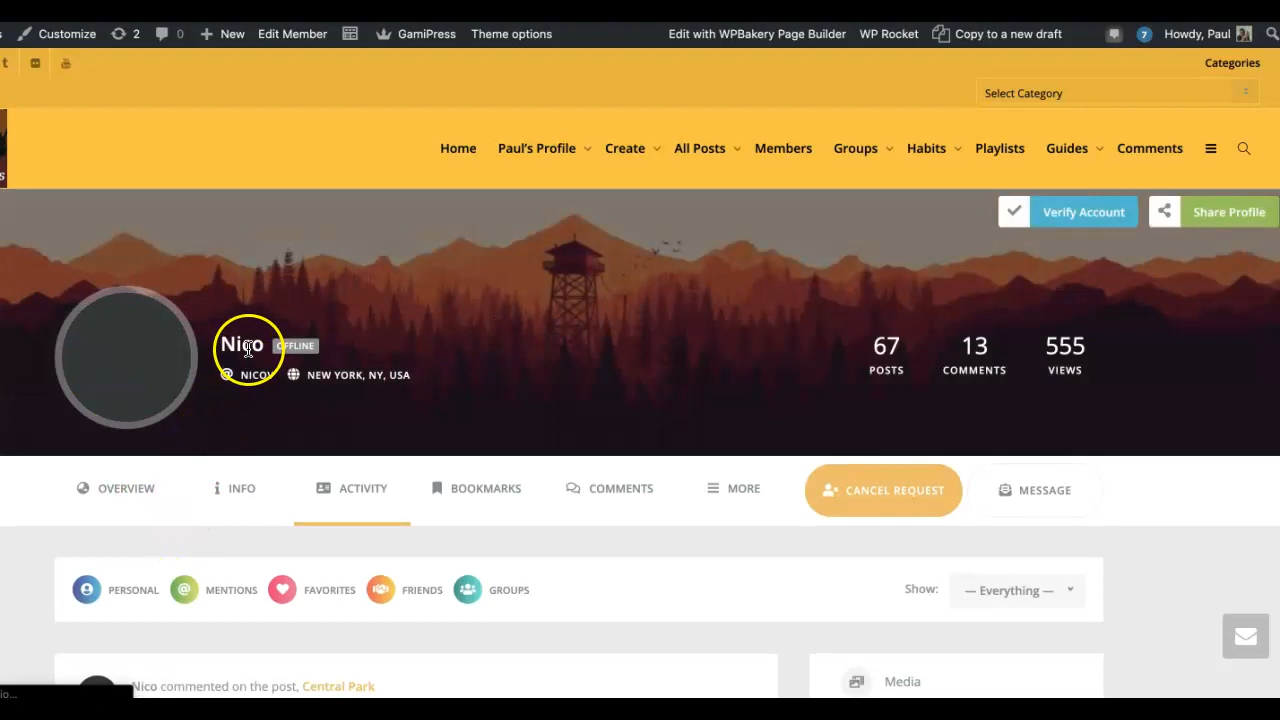 s Customize 2 0 New Edit Member GamiPress Theme options Edit with WPBakery Page Builder WP Rocket Copy to a new draft 7 Howdy, Paul
Categories
Select Category
Home Paul's Profile Create All Posts Members Groups Habits Playlists Guides Comments
s
Verify Account Share Profile
Nico OFFLINE
67 13 555
POSTS COMMENTS VIEWS
NEW YORK, NY, USA
OVERVIEW INFO ACTIVITY BOOKMARKS COMMENTS MORE CANCEL REQUEST MESSAGE
PERSONAL MENTIONS FAVORITES FRIENDS GROUPS Show: — Everything —
Nico commented on the post, Central Park
Media
io...